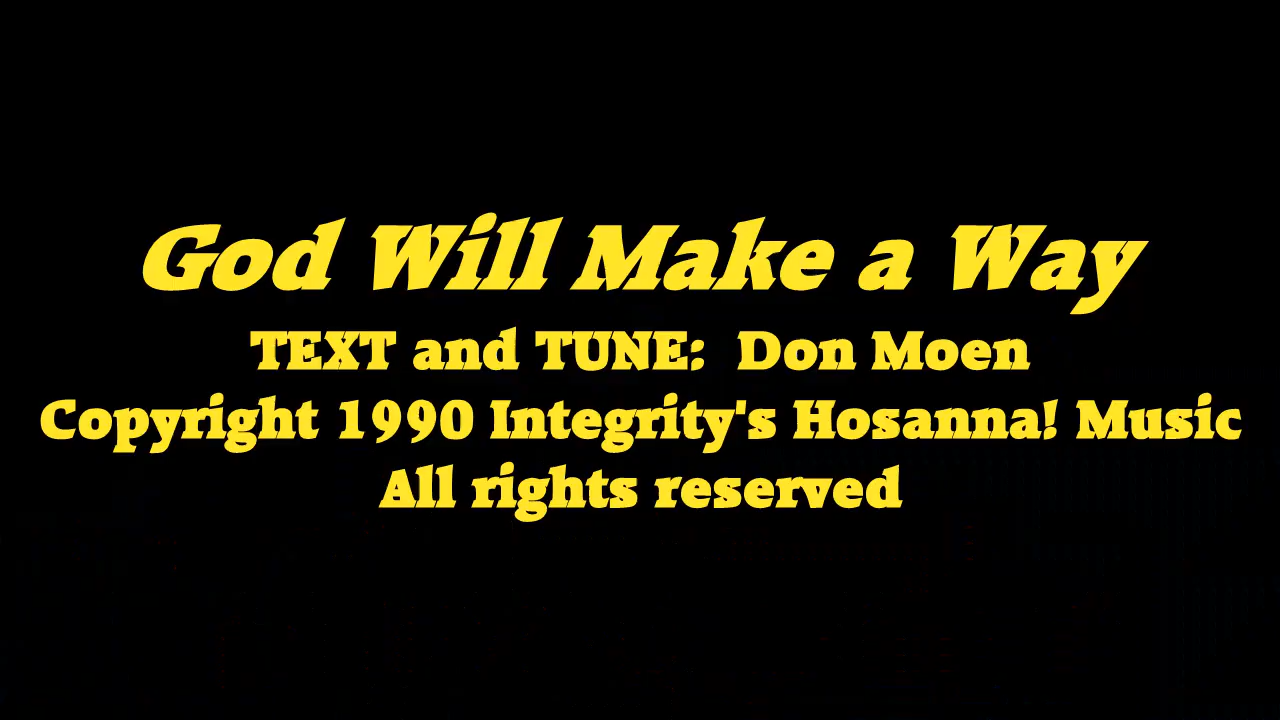 God Will Make a Way
TEXT and TUNE:  Don Moen
Copyright 1990 Integrity's Hosanna! Music
All rights reserved